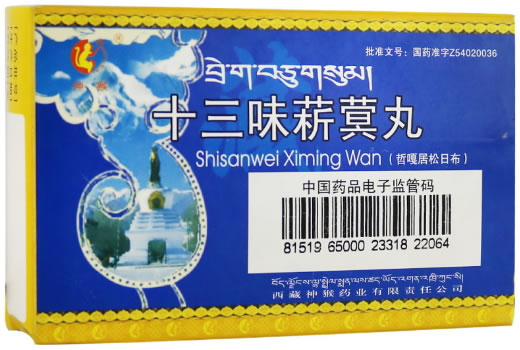 批准文号：国药准字Z54020036
བྲེ་ག་བཅུ་གསུམ།
十三味菥蓂丸
Shisanwei Ximing Wan（哲嘎居松日布）
中国药品电子监管码
81519 65000 23318 22064
西藏神猴药业有限责任公司